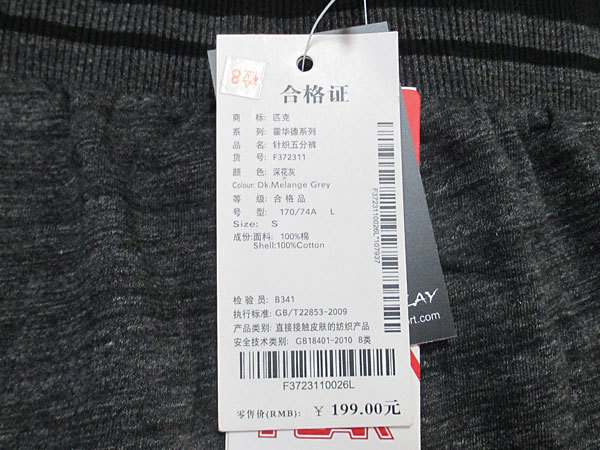 合格证
商 标: 匹克
系 列: 霍华德系列
品 名: 针织五分裤
货 号: F372311
颜 色: 深花灰
Colour: Dk.Melange Grey
等 级: 合格品
号 型: 170/74A L
Size: S
成份:面料: 100%棉
Shell:100%Cotton
检 验 员: B341
执行标准: GB/T22853-2009
产品类别: 直接接触皮肤的纺织产品
安全技术类别: GB18401-2010 B类
F3723110026L
零售价(RMB): ¥ 199.00元
F3723110026L*107937
LAY
rt.com